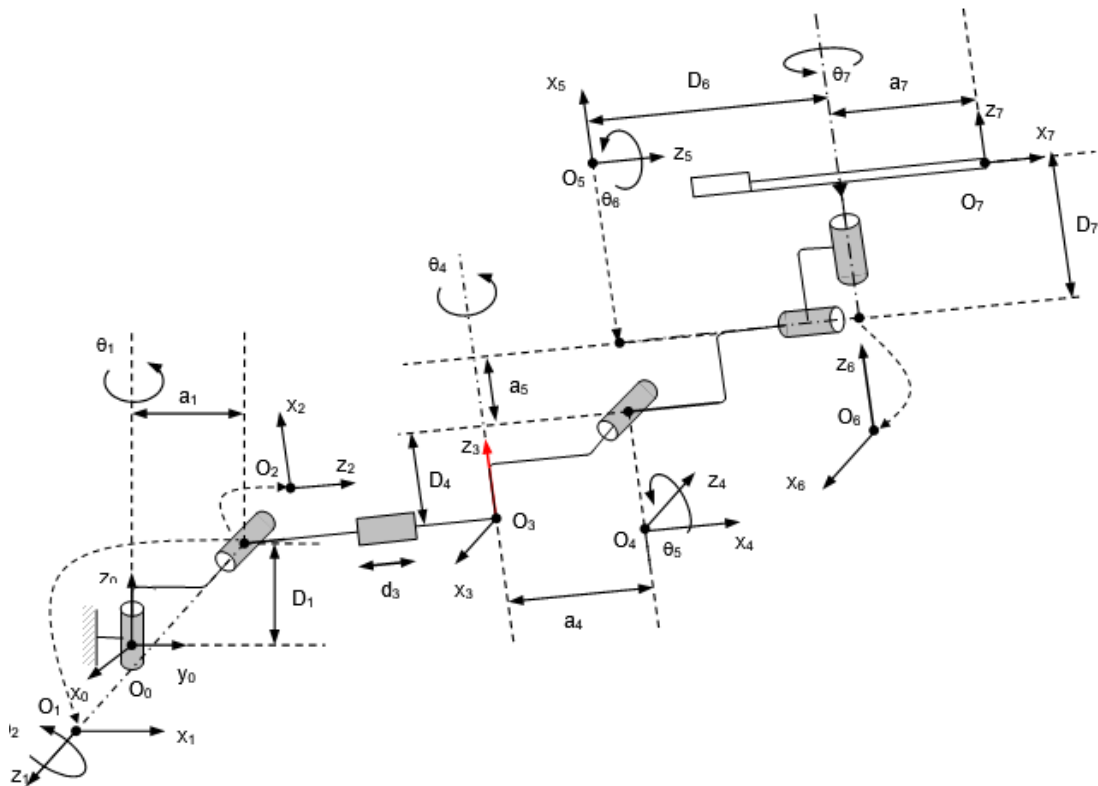 x₅
D₆
θ₇
a₇
z₇
x₇
z₅
O₅
θ₆
O₇
D₇
θ₄
θ₁
a₁
x₂
a₅
z₆
z₃
O₂
z₂
D₄
O₆
z₄
x₆
O₃
O₄
θ₅
x₄
x₃
d₃
D₁
a₄
z₀
y₀
x₀
O₀
O₁
x₁
z₁